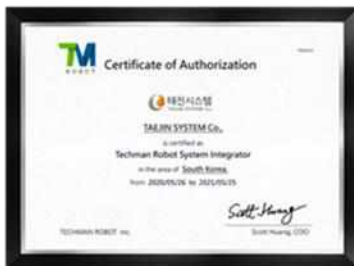 TM
ROBOT
Certificate of Authorization
태진시스템
TAEJIN SYSTEM Co.,
is certified as
Techman Robot System Integrator
in the area of South Korea.
from 2020/05/26 to 2021/05/25
Scott Huang
TECHMAN ROBOT Inc.
Scott Huang, COO